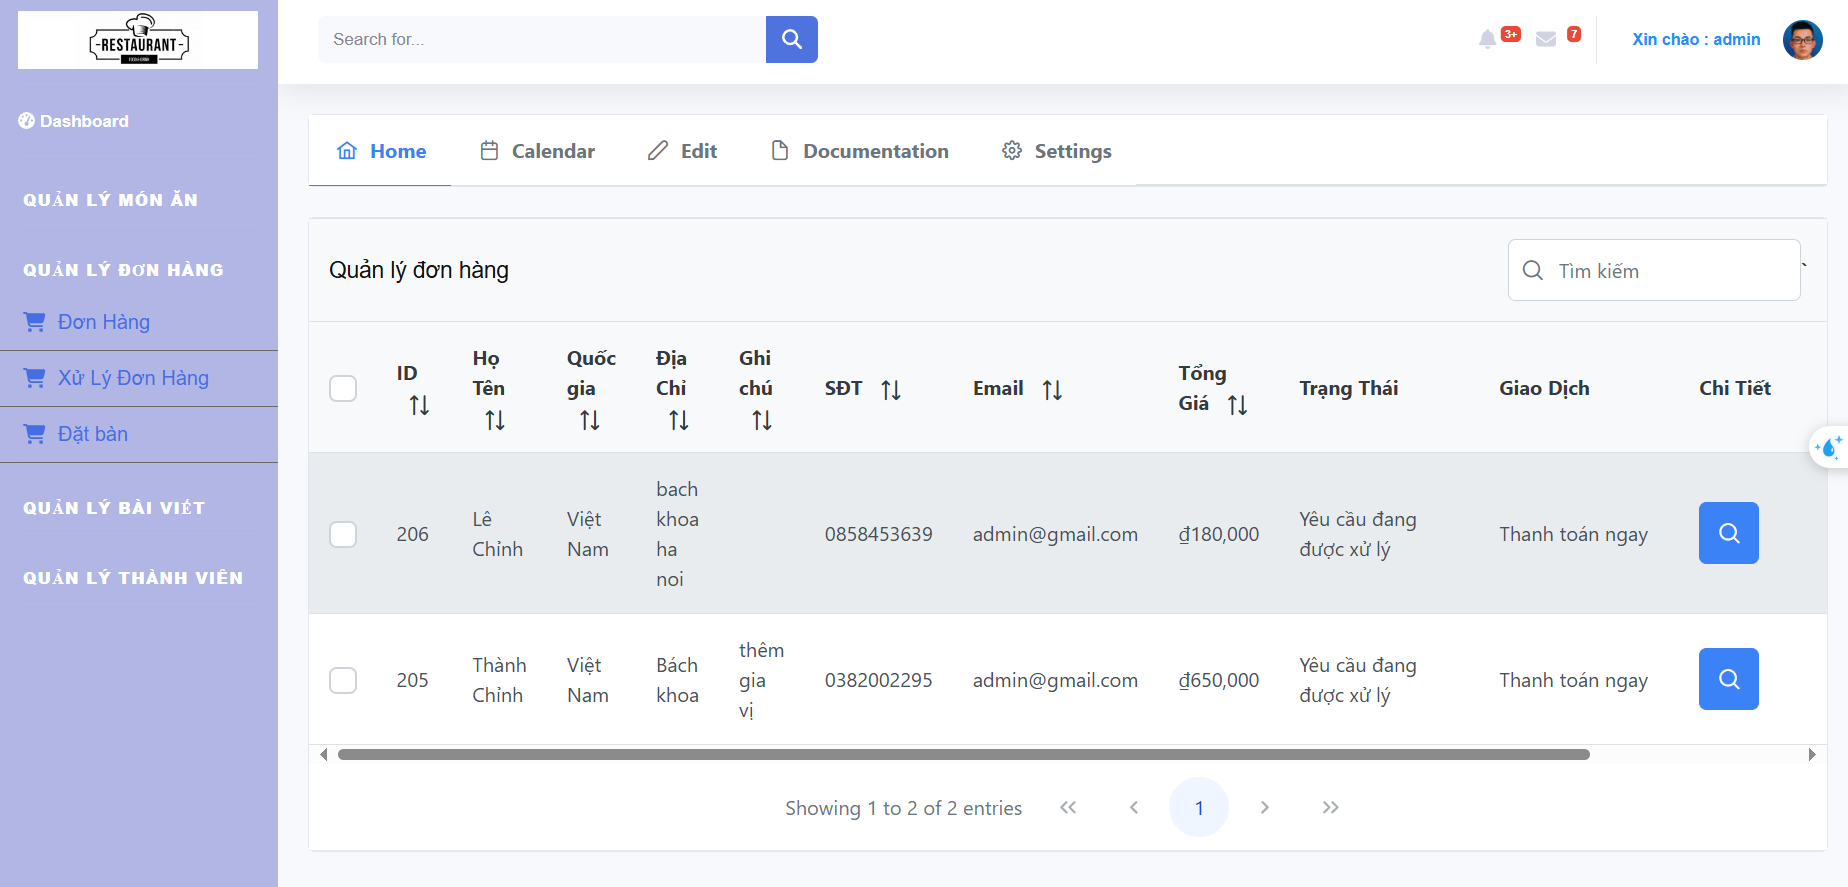 -RESTAURANT-
Search for...
3+
7
Xin chào : admin
Dashboard
QUẢN LÝ MÓN ĂN
QUẢN LÝ ĐƠN HÀNG
Đơn Hàng
Xử Lý Đơn Hàng
Đặt bàn
QUẢN LÝ BÀI VIẾT
QUẢN LÝ THÀNH VIÊN
Home
Calendar
Edit
Documentation
Settings
Quản lý đơn hàng
Tìm kiếm
`
ID
Họ
Tên
Quốc
gia
Địa
Chỉ
Ghi
chú
SĐT
Email
Tổng
Giá
Trạng Thái
Giao Dịch
Chi Tiết
206
Lê
Chỉnh
Việt
Nam
bach
khoa
ha
noi
0858453639
admin@gmail.com
₫180,000
Yêu cầu đang
được xử lý
Thanh toán ngay
205
Thành
Chỉnh
Việt
Nam
Bách
khoa
thêm
gia
vị
0382002295
admin@gmail.com
₫650,000
Yêu cầu đang
được xử lý
Thanh toán ngay
Showing 1 to 2 of 2 entries
1